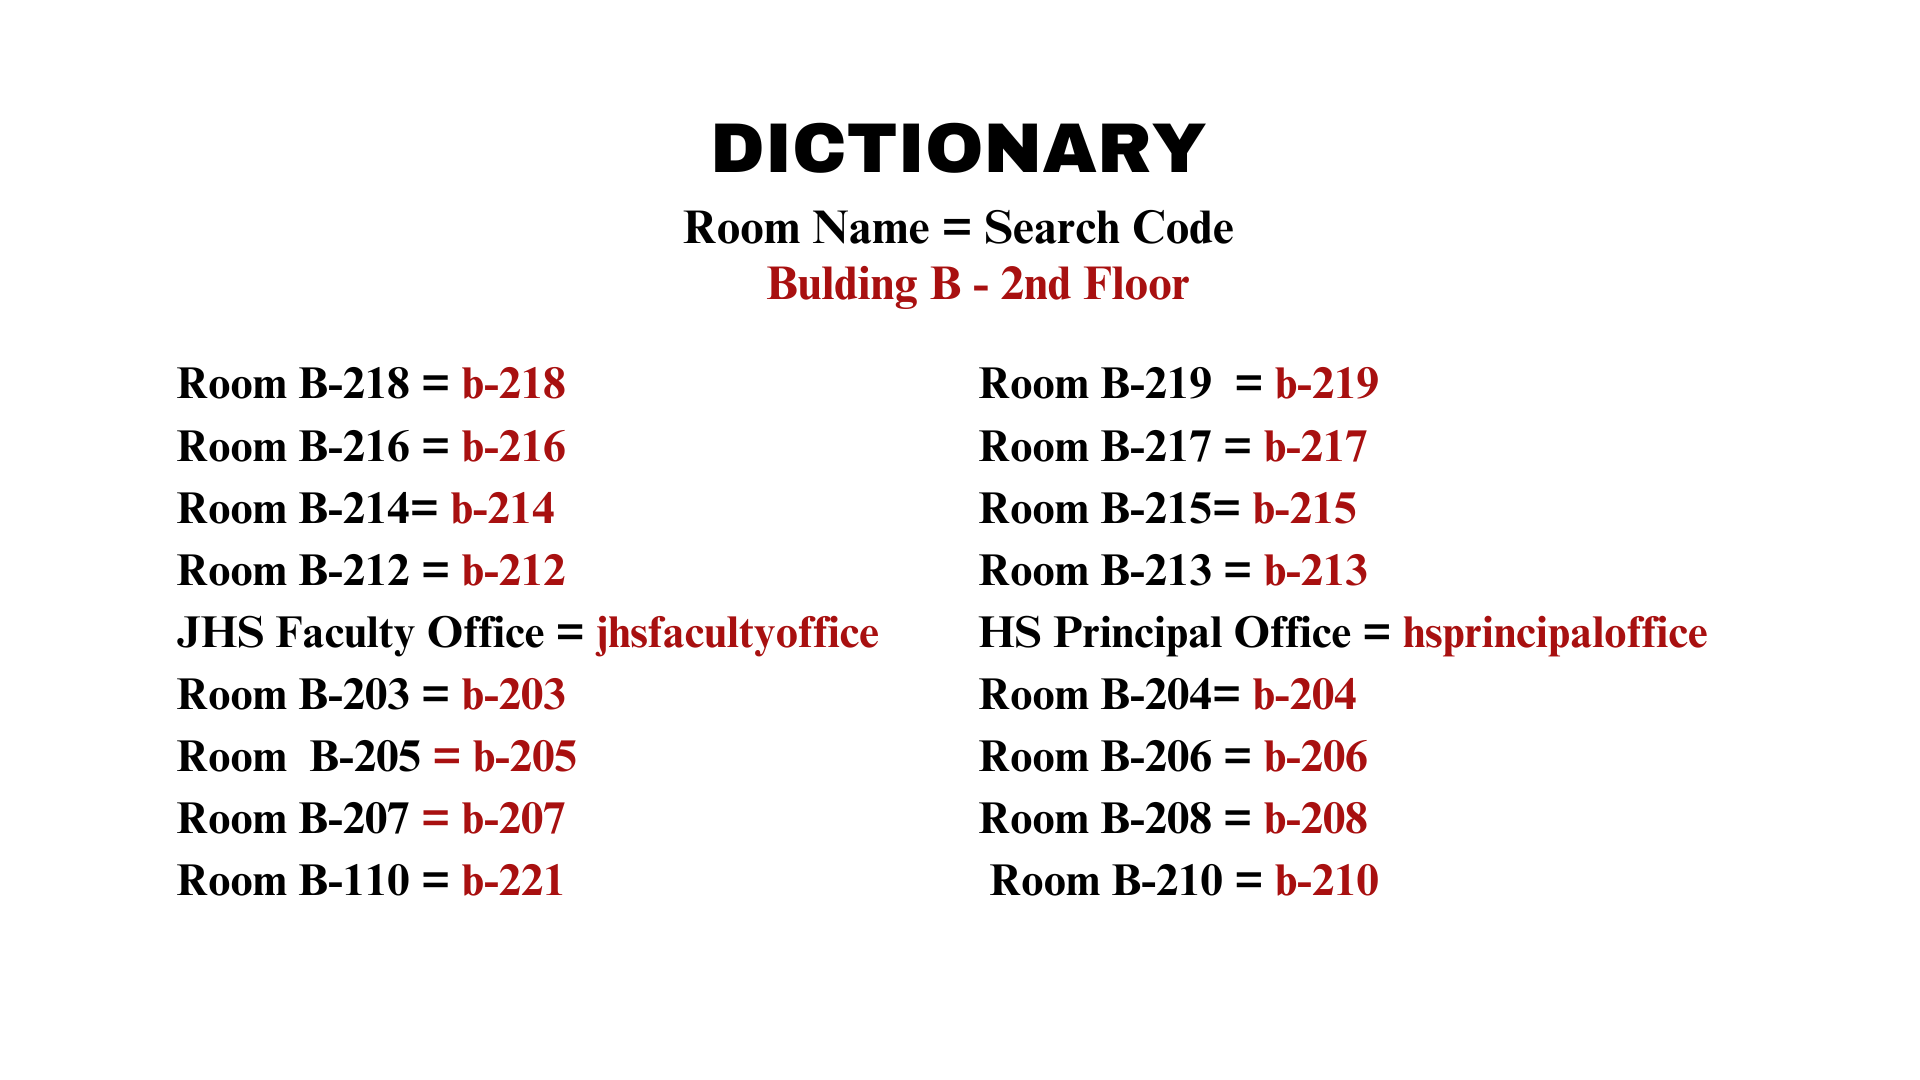 DICTIONARY
Room Name = Search Code
Bulding B - 2nd Floor
Room B-218 = b-218
Room B-216 = b-216
Room B-214= b-214
Room B-212 = b-212
JHS Faculty Office = jhsfacultyoffice
Room B-203 = b-203
Room  B-205 = b-205
Room B-207 = b-207
Room B-110 = b-221
Room B-219  = b-219
Room B-217 = b-217
Room B-215= b-215
Room B-213 = b-213
HS Principal Office = hsprincipaloffice
Room B-204= b-204
Room B-206 = b-206
Room B-208 = b-208
Room B-210 = b-210